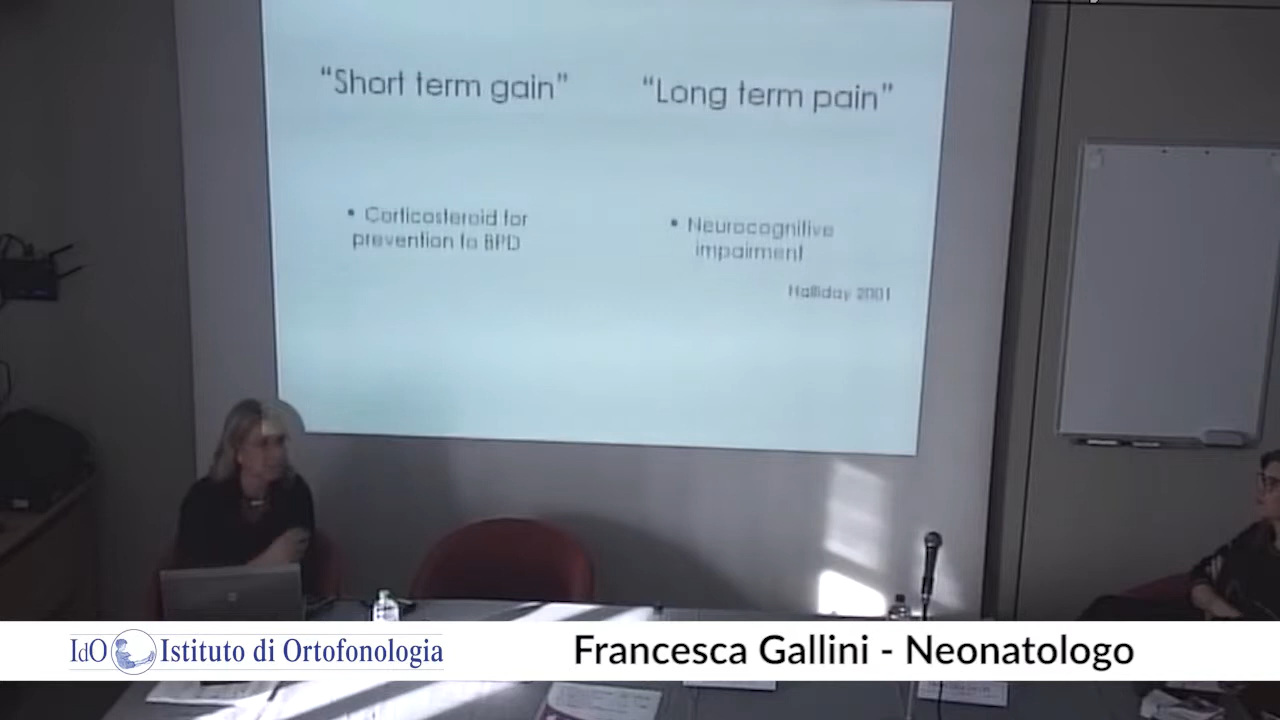 “Short term gain”
“Long term pain”
• Corticosteroid for
prevention to BPD
• Neurocognitive
impairment
Halliday 2001
IdO Istituto di Ortofonologia
Francesca Gallini - Neonatologo